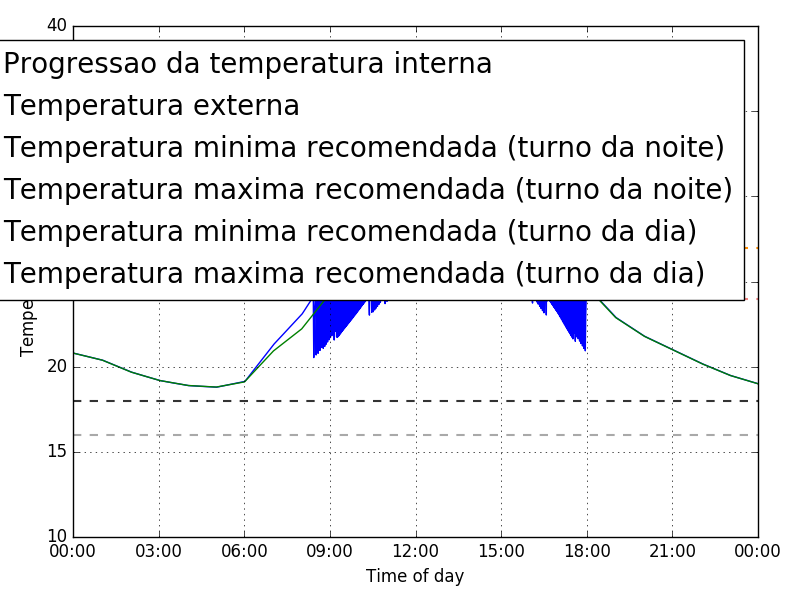 40
Progressao da temperatura interna
Temperatura externa
Temperatura minima recomendada (turno da noite)
Temperatura maxima recomendada (turno da noite)
Temperatura minima recomendada (turno da dia)
Temperatura maxima recomendada (turno da dia)
20
15
10
00:00 03:00 06:00 09:00 12:00 15:00 18:00 21:00 00:00
Time of day